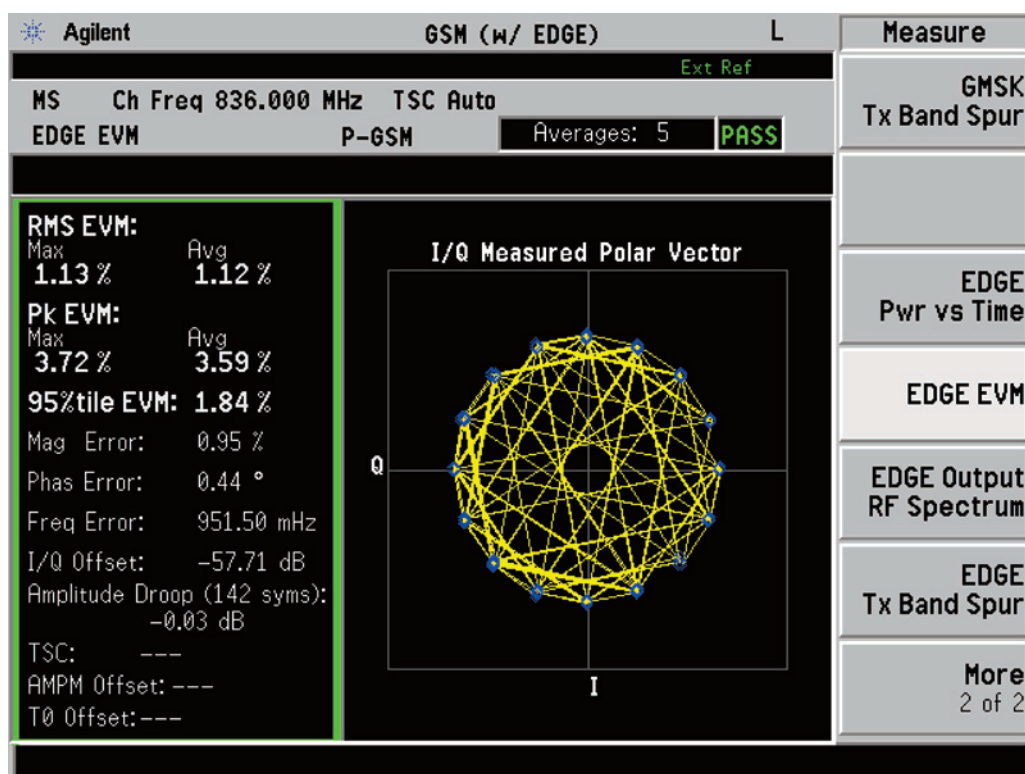 Agilent
GSM (w/ EDGE)
L
Ext Ref
MS Ch Freq 836.000 MHz TSC Auto
EDGE EVM P-GSM Averages: 5 PASS
RMS EVM:
Max Avg
1.13 % 1.12 %
Pk EVM:
Max Avg
3.72 % 3.59 %
95%tile EVM: 1.84 %
Mag Error: 0.95 %
Phas Error: 0.44 °
Freq Error: 951.50 mHz
I/Q Offset: -57.71 dB
Amplitude Droop (142 syms):
-0.03 dB
TSC: ---
AMPM Offset: ---
T0 Offset: ---
I/Q Measured Polar Vector
Q
I
Measure
GMSK
Tx Band Spur
EDGE
Pwr vs Time
EDGE EVM
EDGE Output
RF Spectrum
EDGE
Tx Band Spur
More
2 of 2